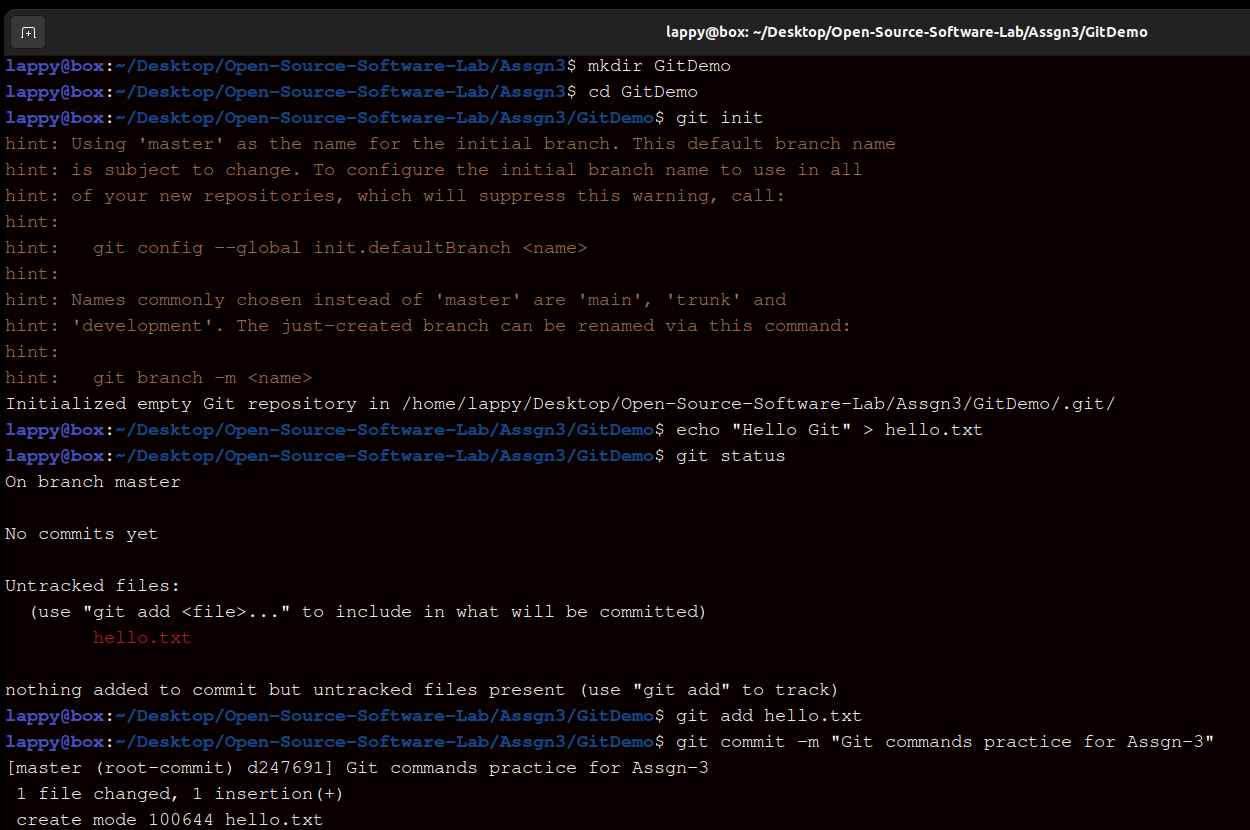 lappy@box: ~/Desktop/Open-Source-Software-Lab/Assgn3/GitDemo
lappy@box:~/Desktop/Open-Source-Software-Lab/Assgn3$ mkdir GitDemo
lappy@box:~/Desktop/Open-Source-Software-Lab/Assgn3$ cd GitDemo
lappy@box:~/Desktop/Open-Source-Software-Lab/Assgn3/GitDemo$ git init
hint: Using 'master' as the name for the initial branch. This default branch name
hint: is subject to change. To configure the initial branch name to use in all
hint: of your new repositories, which will suppress this warning, call:
hint:
hint:   git config --global init.defaultBranch <name>
hint:
hint: Names commonly chosen instead of 'master' are 'main', 'trunk' and
hint: 'development'. The just-created branch can be renamed via this command:
hint:
hint:   git branch -m <name>
Initialized empty Git repository in /home/lappy/Desktop/Open-Source-Software-Lab/Assgn3/GitDemo/.git/
lappy@box:~/Desktop/Open-Source-Software-Lab/Assgn3/GitDemo$ echo "Hello Git" > hello.txt
lappy@box:~/Desktop/Open-Source-Software-Lab/Assgn3/GitDemo$ git status
On branch master

No commits yet

Untracked files:
  (use "git add <file>..." to include in what will be committed)
        hello.txt

nothing added to commit but untracked files present (use "git add" to track)
lappy@box:~/Desktop/Open-Source-Software-Lab/Assgn3/GitDemo$ git add hello.txt
lappy@box:~/Desktop/Open-Source-Software-Lab/Assgn3/GitDemo$ git commit -m "Git commands practice for Assgn-3"
[master (root-commit) d247691] Git commands practice for Assgn-3
 1 file changed, 1 insertion(+)
 create mode 100644 hello.txt